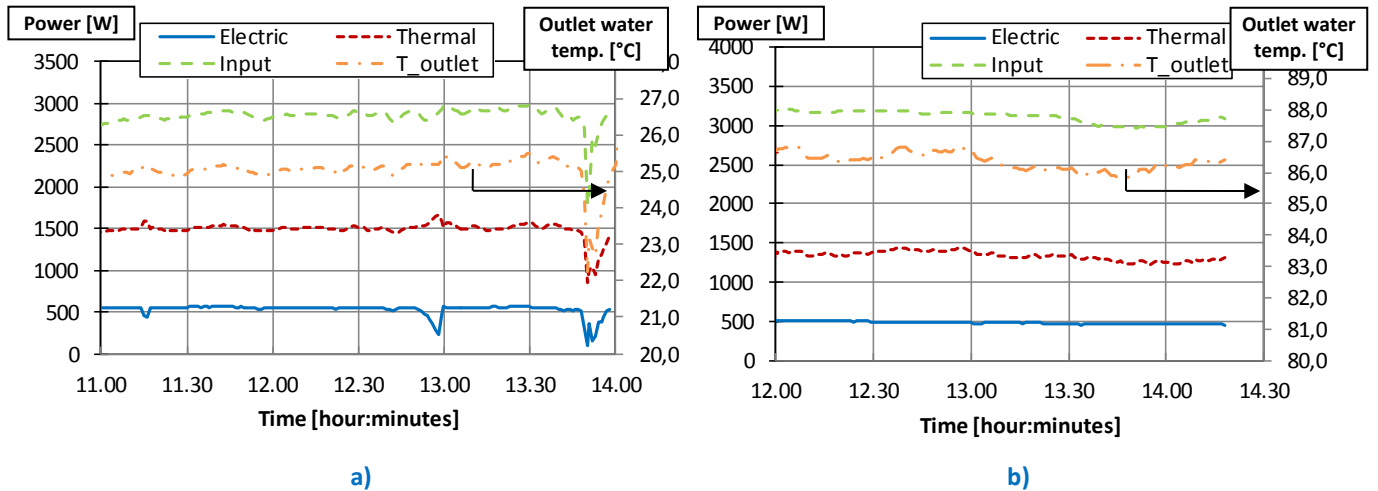 Power [W]
Outlet water
temp. [°C]
Electric
Thermal
Input
T_outlet
3500
3000
2500
2000
1500
1000
500
0
,0
27,0
26,0
25,0
24,0
23,0
22,0
21,0
20,0
11.00
11.30
12.00
12.30
13.00
13.30
14.00
Time [hour:minutes]
a)
Power [W]
Outlet water
temp. [°C]
Electric
Thermal
Input
T_outlet
4000
3500
3000
2500
2000
1500
1000
500
0
89,0
88,0
87,0
86,0
85,0
84,0
83,0
82,0
81,0
80,0
12.00
12.30
13.00
13.30
14.00
14.30
Time [hour:minutes]
b)